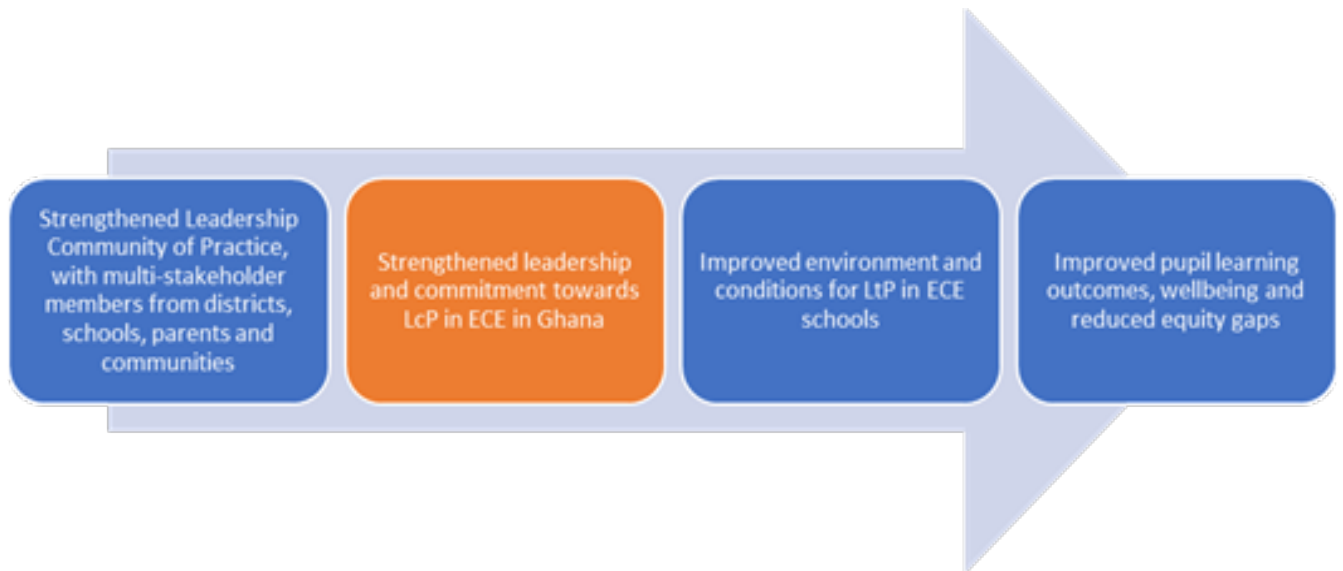 Strengthened Leadership
Community of Practice,
with multi-stakeholder
members from districts,
schools, parents and
communities
Strengthened leadership
and commitment towards
LcP in ECE in Ghana
Improved environment and
conditions for LtP in ECE
schools
Improved pupil learning
outcomes, wellbeing and
reduced equity gaps